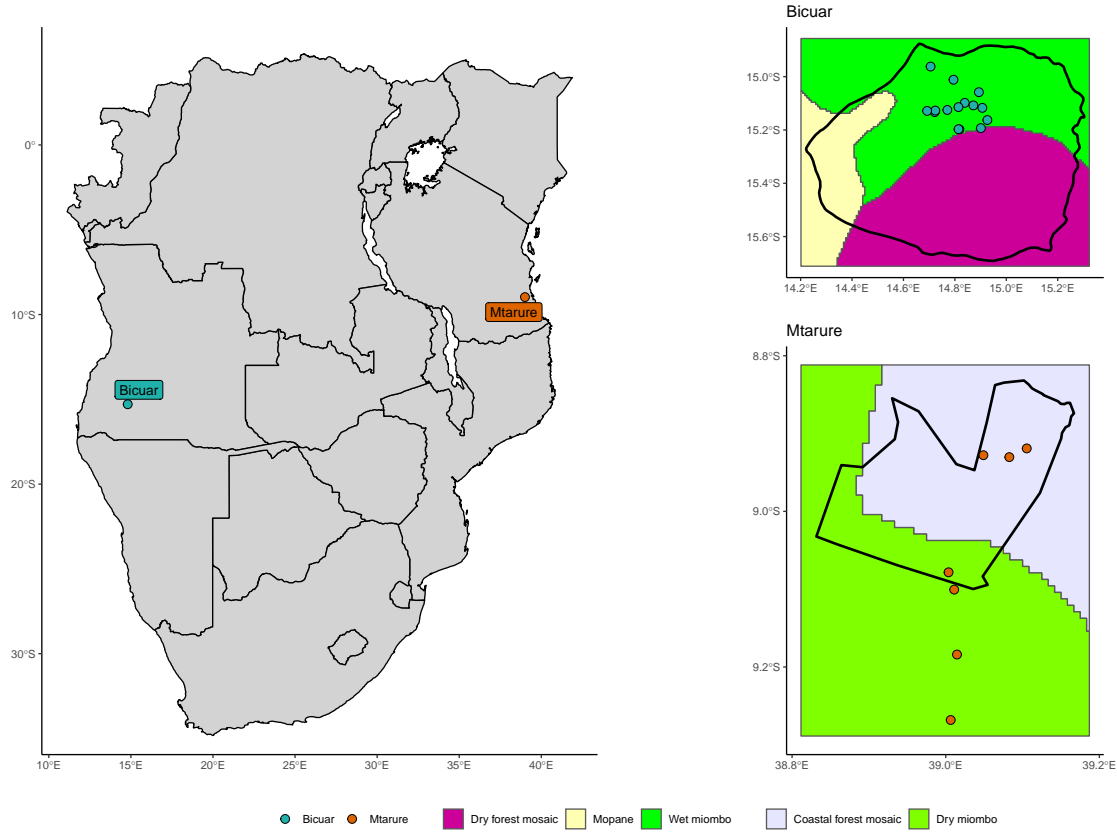 0°
10°S
20°S
30°S
10°E 15°E 20°E 25°E 30°E 35°E 40°E
Bicuar
Mtarure
Bicuar
15.0°S
15.2°S
15.4°S
15.6°S
14.2°E 14.4°E 14.6°E 14.8°E 15.0°E 15.2°E
Mtarure
8.8°S
9.0°S
9.2°S
38.8°E 39.0°E 39.2°E
Bicuar Mtarure Dry forest mosaic Mopane Wet miombo Coastal forest mosaic Dry miombo